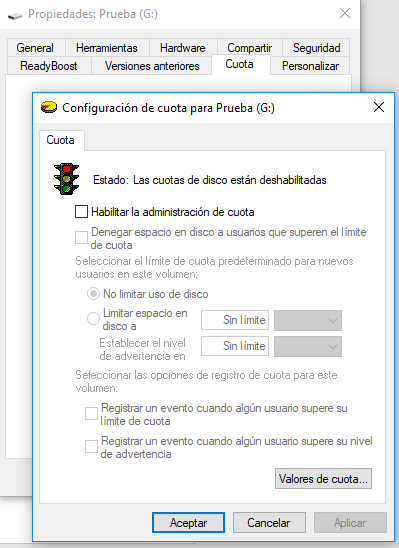 Propiedades: Prueba (G:)
General Herramientas Hardware Compartir Seguridad
ReadyBoost Versiones anteriores Cuota Personalizar
Configuración de cuota para Prueba (G:)
Cuota
Estado: Las cuotas de disco están deshabilitadas
Habilitar la administración de cuota
Denegar espacio en disco a usuarios que superen el límite
de cuota
Seleccionar el límite de cuota predeterminado para nuevos
usuarios en este volumen:
No limitar uso de disco
Limitar espacio en
disco a
Sin límite
Establecer el nivel
de advertencia en
Sin límite
Seleccionar las opciones de registro de cuota para este
volumen:
Registrar un evento cuando algún usuario supere su
límite de cuota
Registrar un evento cuando algún usuario supere su nivel
de advertencia
Valores de cuota...
Aceptar Cancelar Aplicar